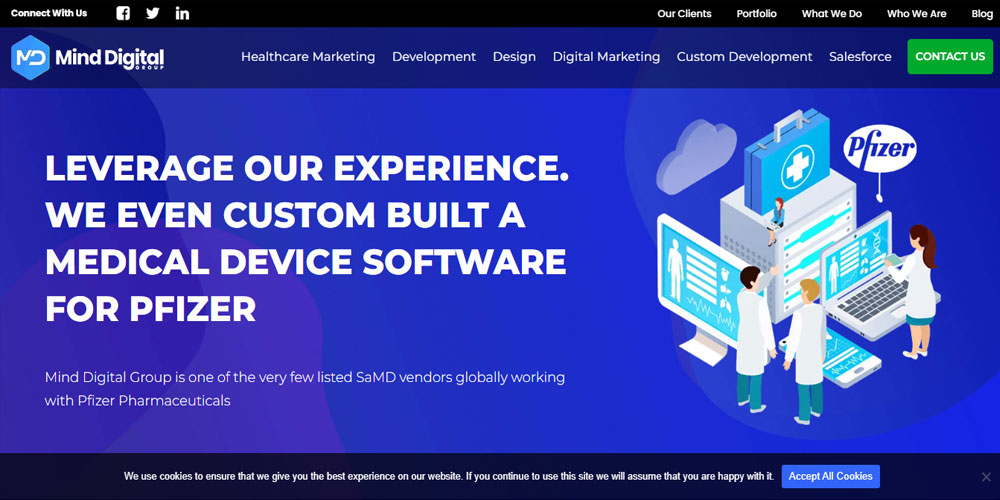 Connect With Us
Our Clients Portfolio What We Do Who We Are Blog
MD Mind Digital
GROUP
Healthcare Marketing Development Design Digital Marketing Custom Development Salesforce CONTACT US
LEVERAGE OUR EXPERIENCE.
WE EVEN CUSTOM BUILT A
MEDICAL DEVICE SOFTWARE
FOR PFIZER
Pfizer
Mind Digital Group is one of the very few listed SaMD vendors globally working
with Pfizer Pharmaceuticals
We use cookies to ensure that we give you the best experience on our website. If you continue to use this site we will assume that you are happy with it. Accept All Cookies